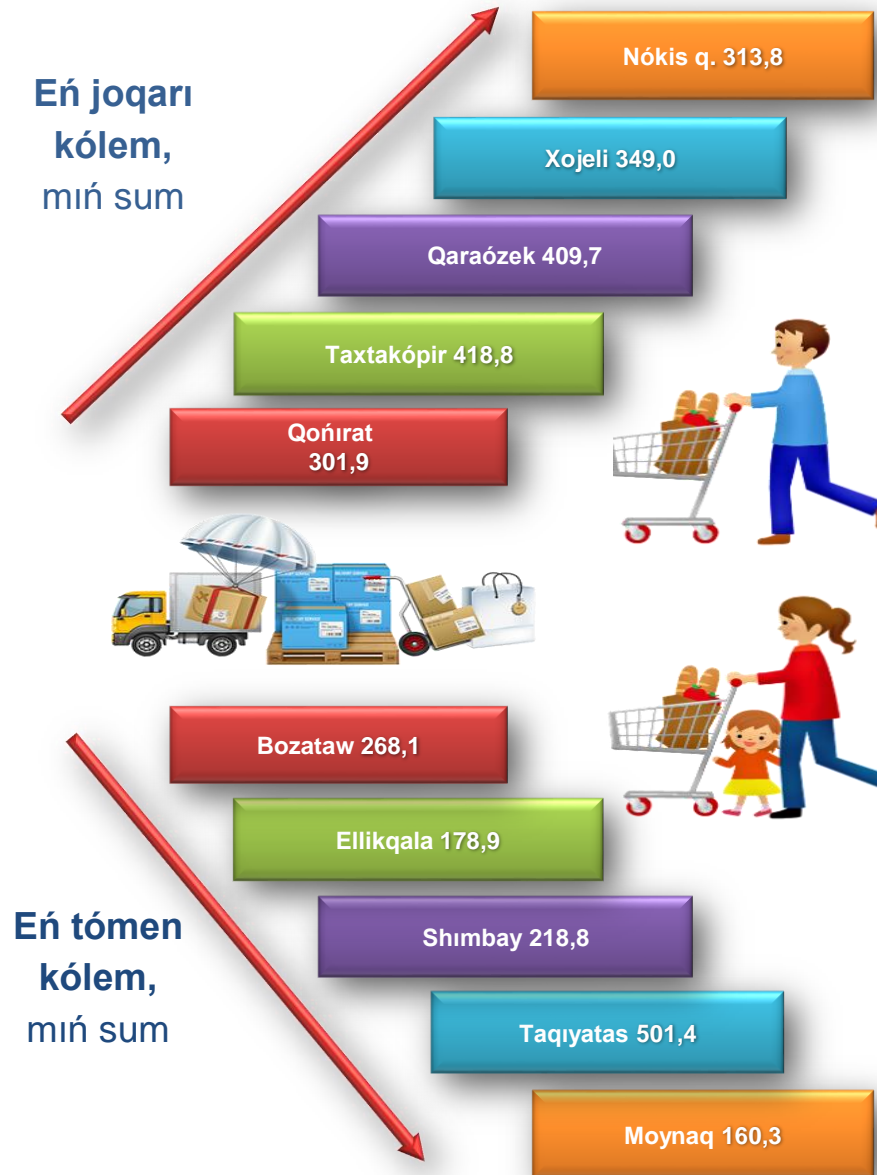 Eń joqarı
kólem,
mıń sum
Nókis q. 313,8
Xojeli 349,0
Qaraózek 409,7
Taxtakópir 418,8
Qońırat
301,9
Bozataw 268,1
Ellikqala 178,9
Shımbay 218,8
Eń tómen
kólem,
mıń sum
Taqıyatas 501,4
Moynaq 160,3